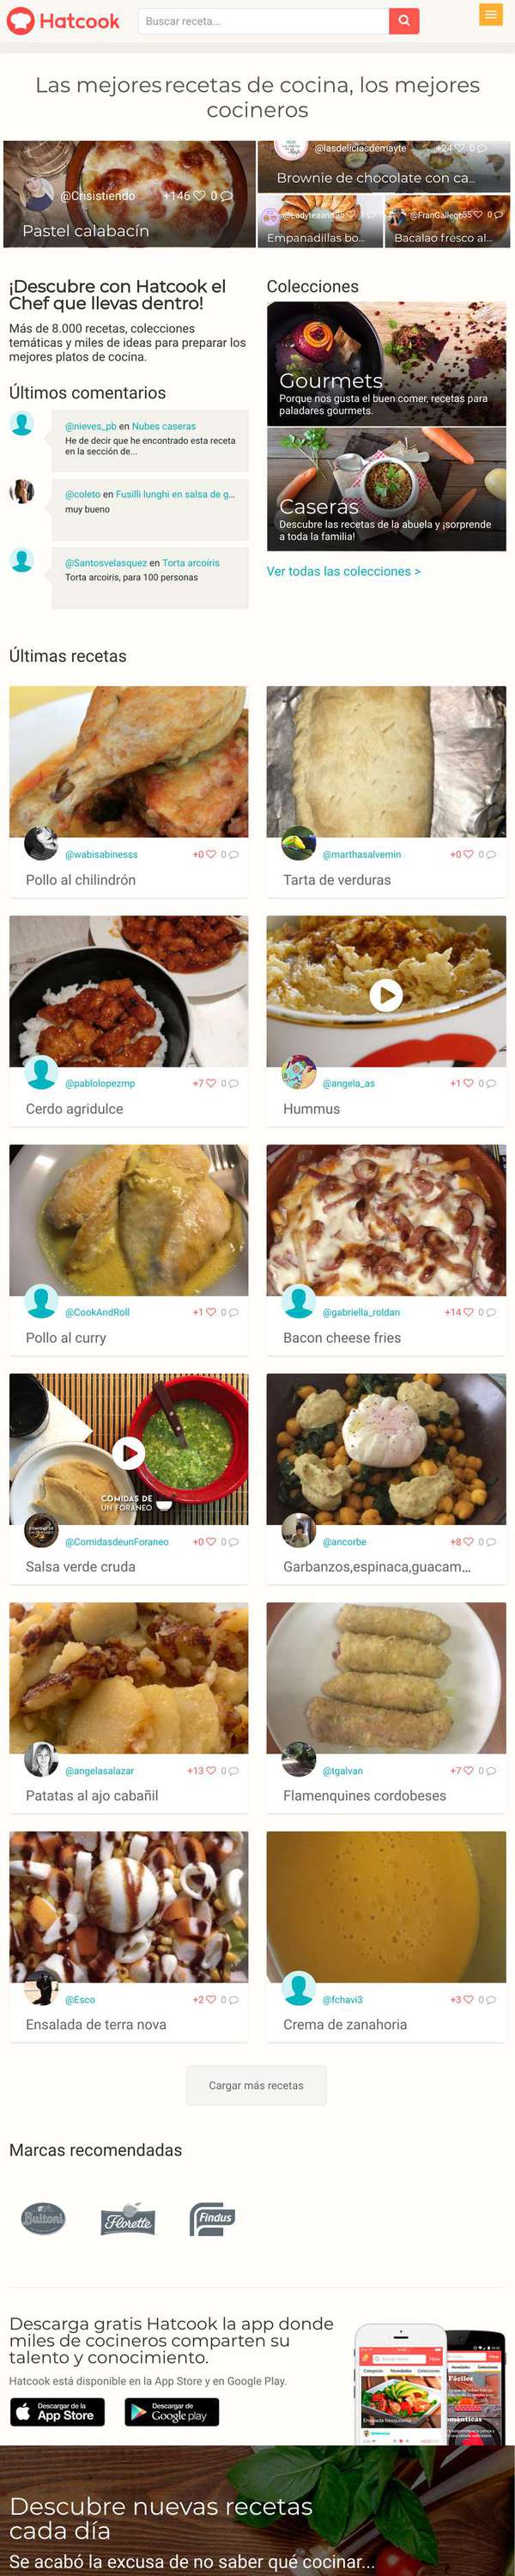 Hatcook
Buscar receta...
Las mejores recetas de cocina, los mejores
cocineros
@Crisistiendo +146 0
Pastel calabacín
@lasdeliciasdemayte +24 0
Brownie de chocolate con ca...
Empanadillas bo...
@FranGallego 55 0
Bacalao fresco al...
¡Descubre con Hatcook el
Chef que llevas dentro!
Más de 8.000 recetas, colecciones
temáticas y miles de ideas para preparar los
mejores platos de cocina.
Últimos comentarios
@nieves_pb en Nubes caseras
He de decir que he encontrado esta receta
en la sección de...
@coleto en Fusilli lunghi en salsa de g...
muy bueno
@Santosvelasquez en Torta arcoíris
Torta arcoiris, para 100 personas
Colecciones
Gourmets
Porque nos gusta el buen comer, recetas para
paladares gourmets.
Caseras
Descubre las recetas de la abuela y ¡sorprende
a toda la familia!
Ver todas las colecciones >
Últimas recetas
@wabisabinesss +0 0
Pollo al chilindrón
@marthasalvemin +0 0
Tarta de verduras
@pablolopezmp +7 0
Cerdo agridulce
@angela_as +1 0
Hummus
@CookAndRoll +1 0
Pollo al curry
@gabriella_roldan +14 0
Bacon cheese fries
COMIDAS DE
UN FORÁNEO
@ComidasdeunForaneo +0 0
Salsa verde cruda
@ancorbe +8 0
Garbanzos,espinaca,guacam...
@angelasalazar +13 0
Patatas al ajo cabañil
@tgalvan +7 0
Flamenquines cordobeses
@Esco +2 0
Ensalada de terra nova
@fchavi3 +3 0
Crema de zanahoria
Cargar más recetas
Marcas recomendadas
Buitoni
Florette
Findus
Descarga gratis Hatcook la app donde
miles de cocineros comparten su
talento y conocimiento.
Hatcook está disponible en la App Store y en Google Play.
Descargar de la
App Store
Descargar de
Google play
Descubre nuevas recetas
cada día
Se acabó la excusa de no saber qué cocinar...